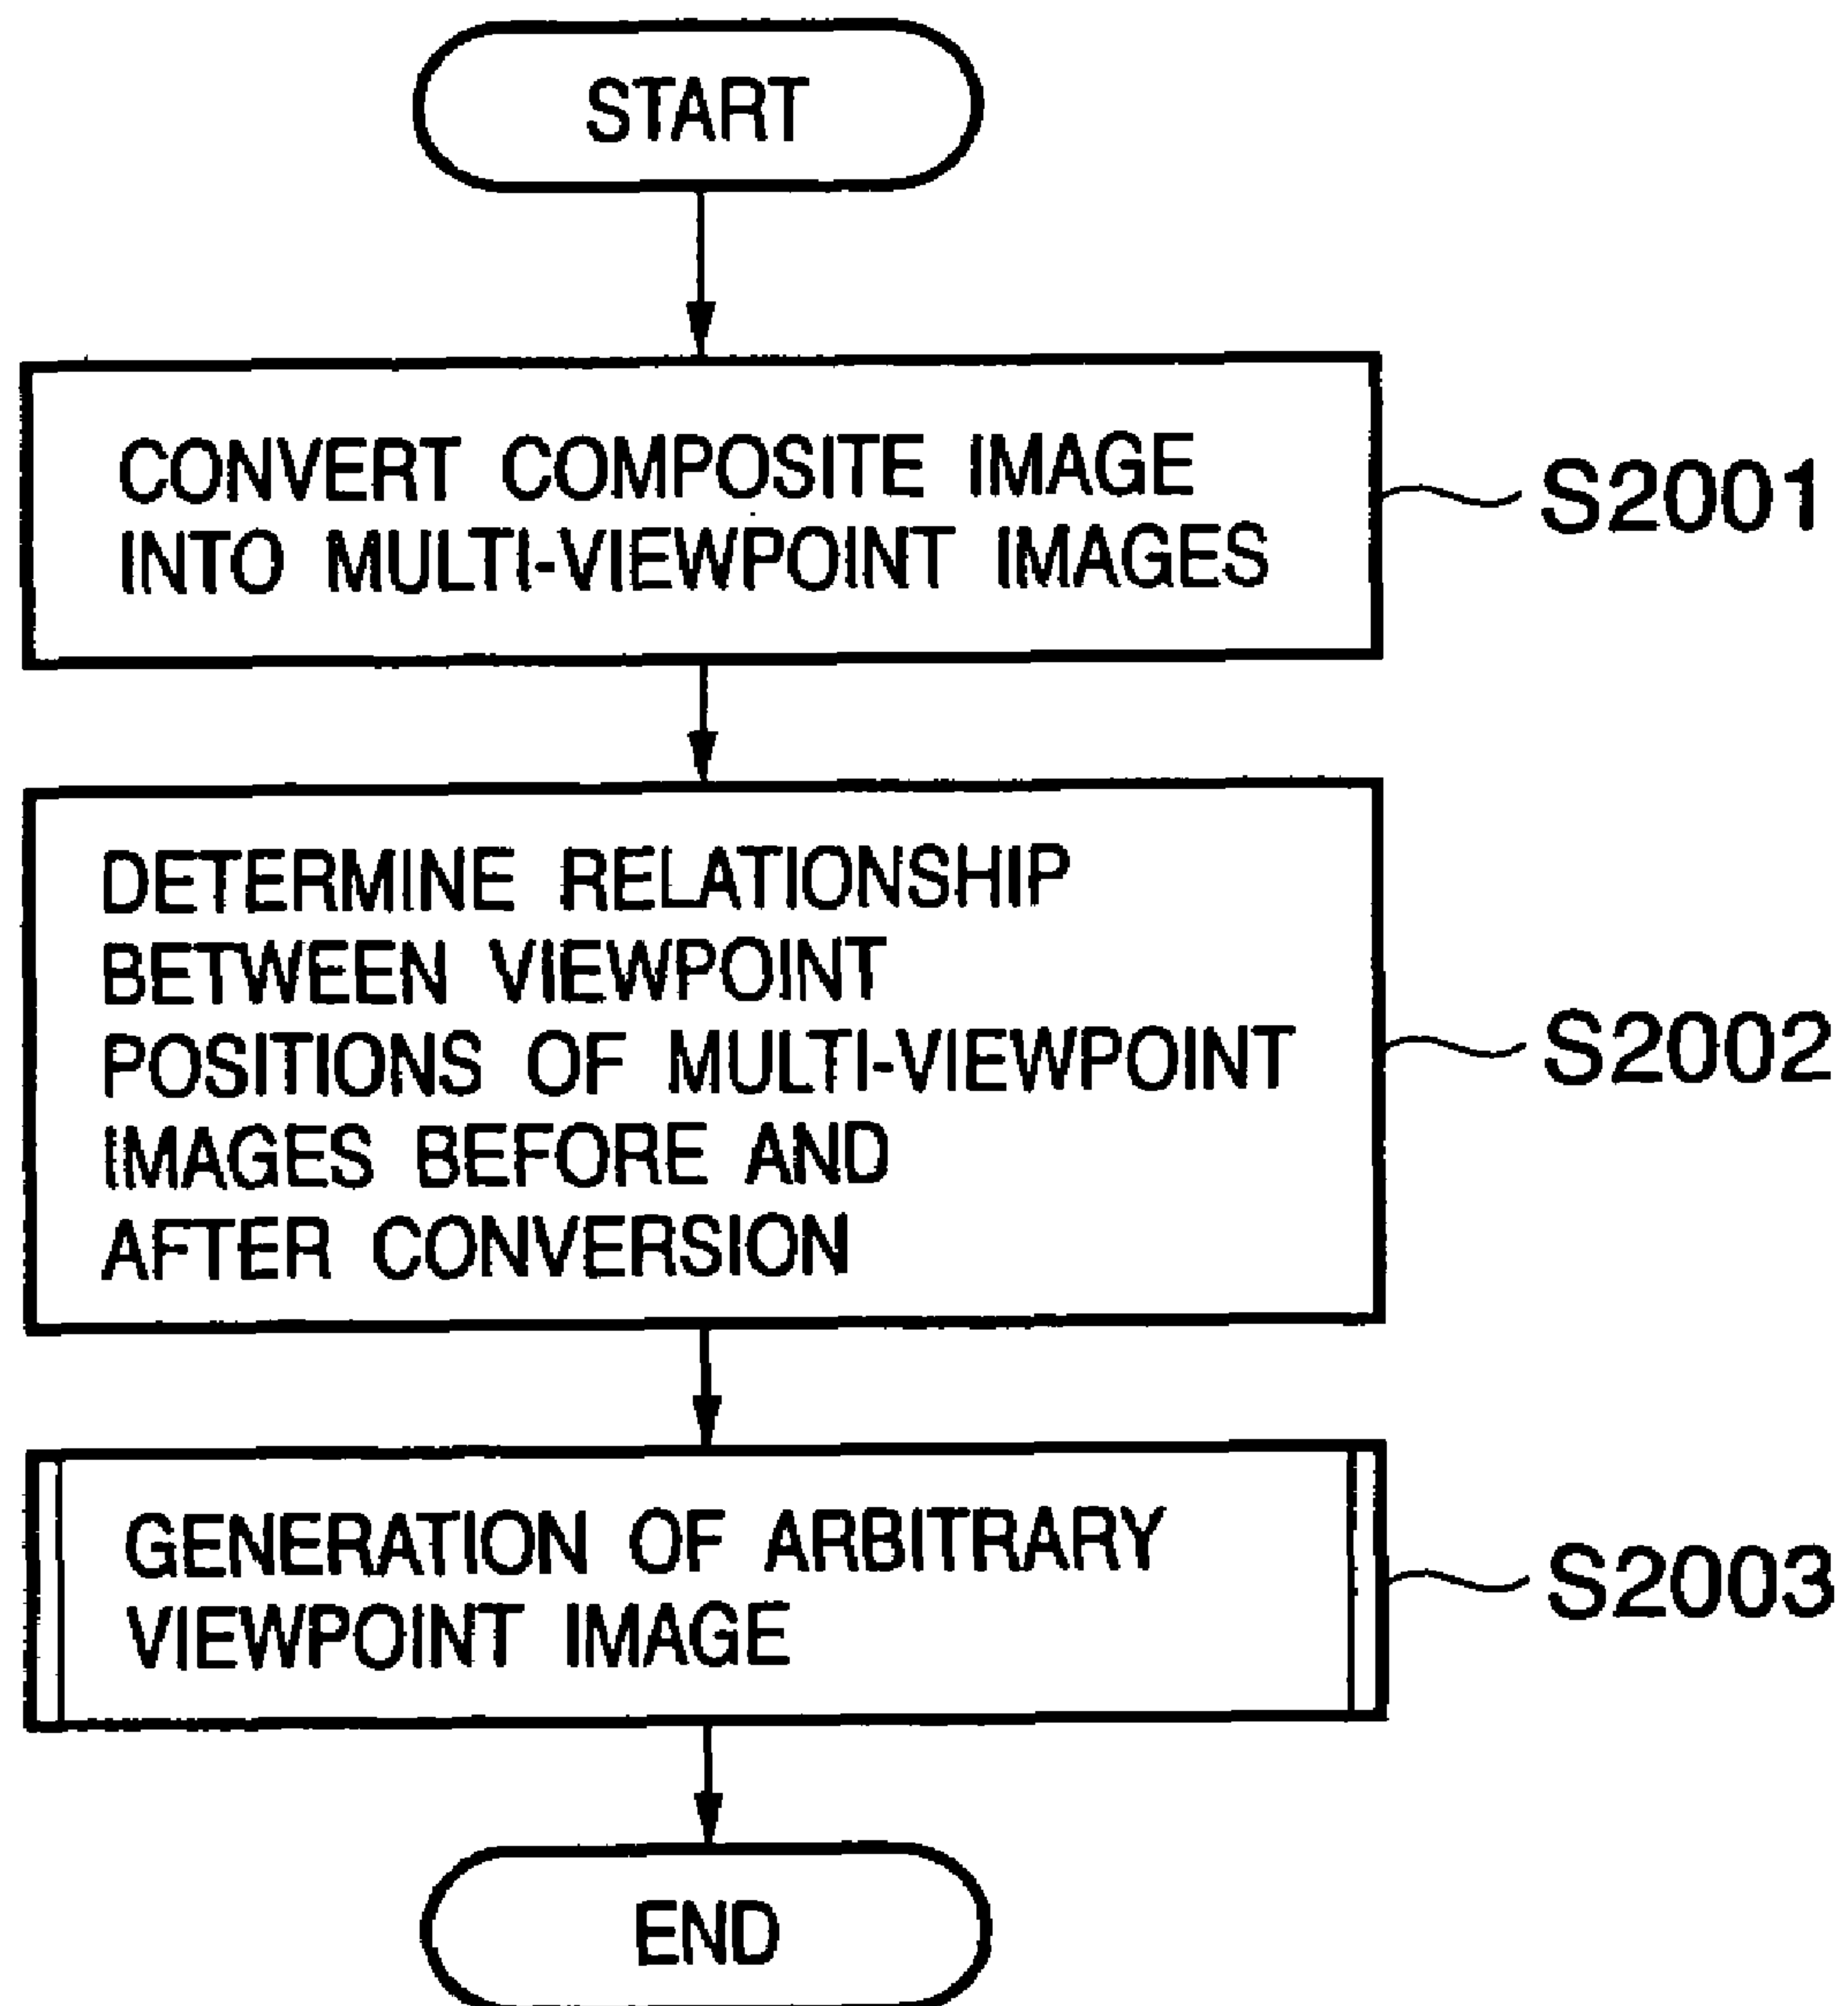 START
CONVERT COMPOSITE IMAGE
INTO MULTI-VIEWPOINT IMAGES
S2001
DETERMINE RELATIONSHIP
BETWEEN VIEWPOINT
POSITIONS OF MULTI-VIEWPOINT
IMAGES BEFORE AND
AFTER CONVERSION
S2002
GENERATION OF ARBITRARY
VIEWPOINT IMAGE
S2003
END